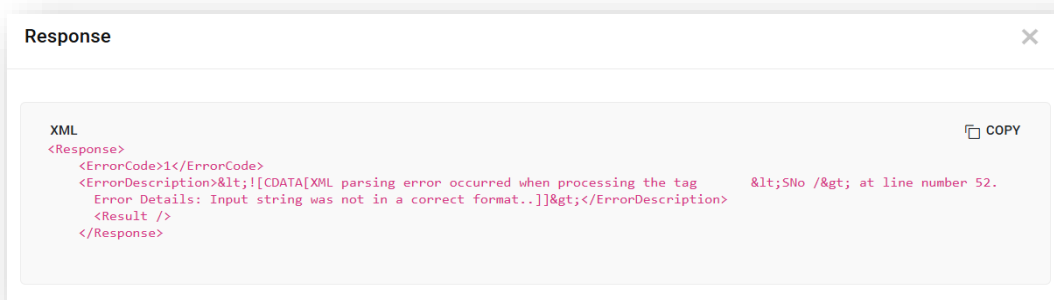 Response
XML
COPY
<Response>
<ErrorCode>1</ErrorCode>
<ErrorDescription>&lt;![CDATA[XML parsing error occurred when processing the tag &lt;SNo /&gt; at line number 52.
Error Details: Input string was not in a correct format..]]&gt;</ErrorDescription>
<Result />
</Response>